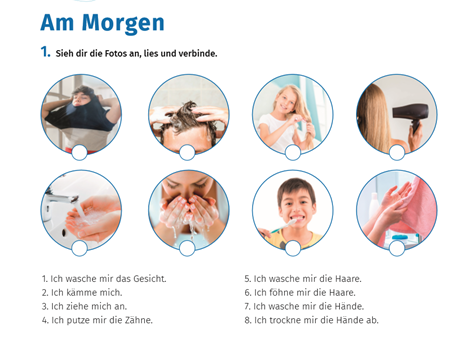 Am Morgen
1. Sieh dir die Fotos an, lies und verbinde.
1. Ich wasche mir das Gesicht.
2. Ich kämme mich.
3. Ich ziehe mich an.
4. Ich putze mir die Zähne.
5. Ich wasche mir die Haare.
6. Ich föhne mir die Haare.
7. Ich wasche mir die Hände.
8. Ich trockne mir die Hände ab.